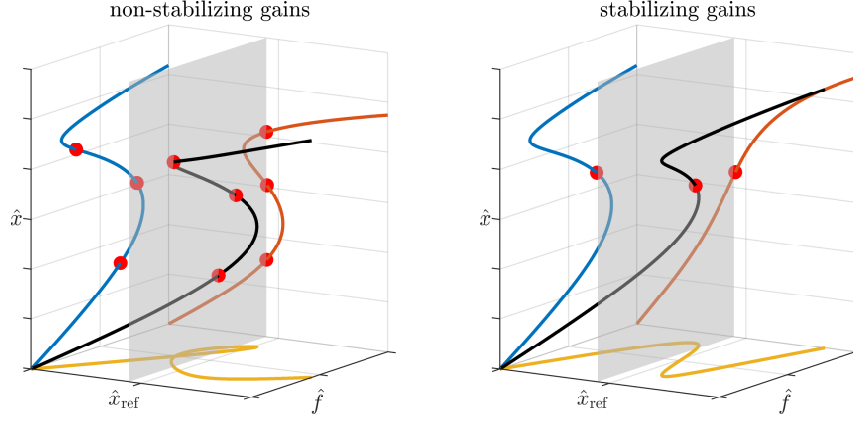 non-stabilizing gains
stabilizing gains
x̂
x̂
x̂ref
f̂
x̂ref
f̂